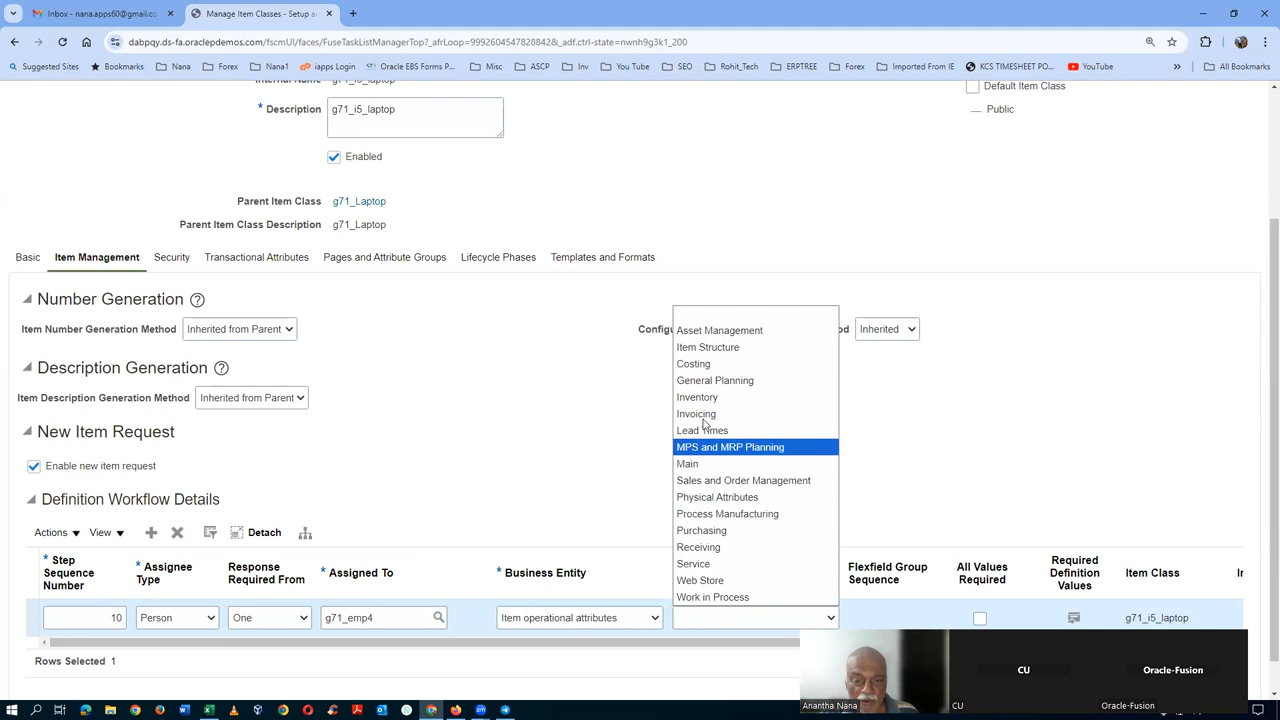 Inbox - nana.apps60@gmail.co
Manage Item Classes - Setup a
dabpqy.ds-fa.oraclepdemos.com/fscmUI/faces/FuseTaskListManagerTop?_afrLoop=9992604547828842&_adf.ctrl-state=nwnh9g3k1_200
Suggested Sites Bookmarks Nana Forex Nana1 iapps Login Oracle EBS Forms P... Misc ASCP Inv You Tube SEO Rohit_Tech ERPTREE Forex Imported From IE KCS TIMESHEET PO... YouTube All Bookmarks
Default Item Class
* Description g71_i5_laptop
Public
Enabled
Parent Item Class g71_Laptop
Parent Item Class Description g71_Laptop
Basic Item Management Security Transactional Attributes Pages and Attribute Groups Lifecycle Phases Templates and Formats
Number Generation
Item Number Generation Method Inherited from Parent
Inherited
Description Generation
Item Description Generation Method Inherited from Parent
New Item Request
Enable new item request
Definition Workflow Details
Actions View Detach
* Step Sequence Number
* Assignee Type
Response Required From
* Assigned To
* Business Entity
Flexfield Group Sequence
All Values Required
Required Definition Values
Item Class
10 Person One g71_emp4 Item operational attributes g71_i5_laptop
Asset Management
Item Structure
Costing
General Planning
Inventory
Invoicing
Lead Times
MPS and MRP Planning
Main
Sales and Order Management
Physical Attributes
Process Manufacturing
Purchasing
Receiving
Service
Web Store
Work in Process
Rows Selected 1
CU
Oracle-Fusion
Anantha Nana
CU
Oracle-Fusion